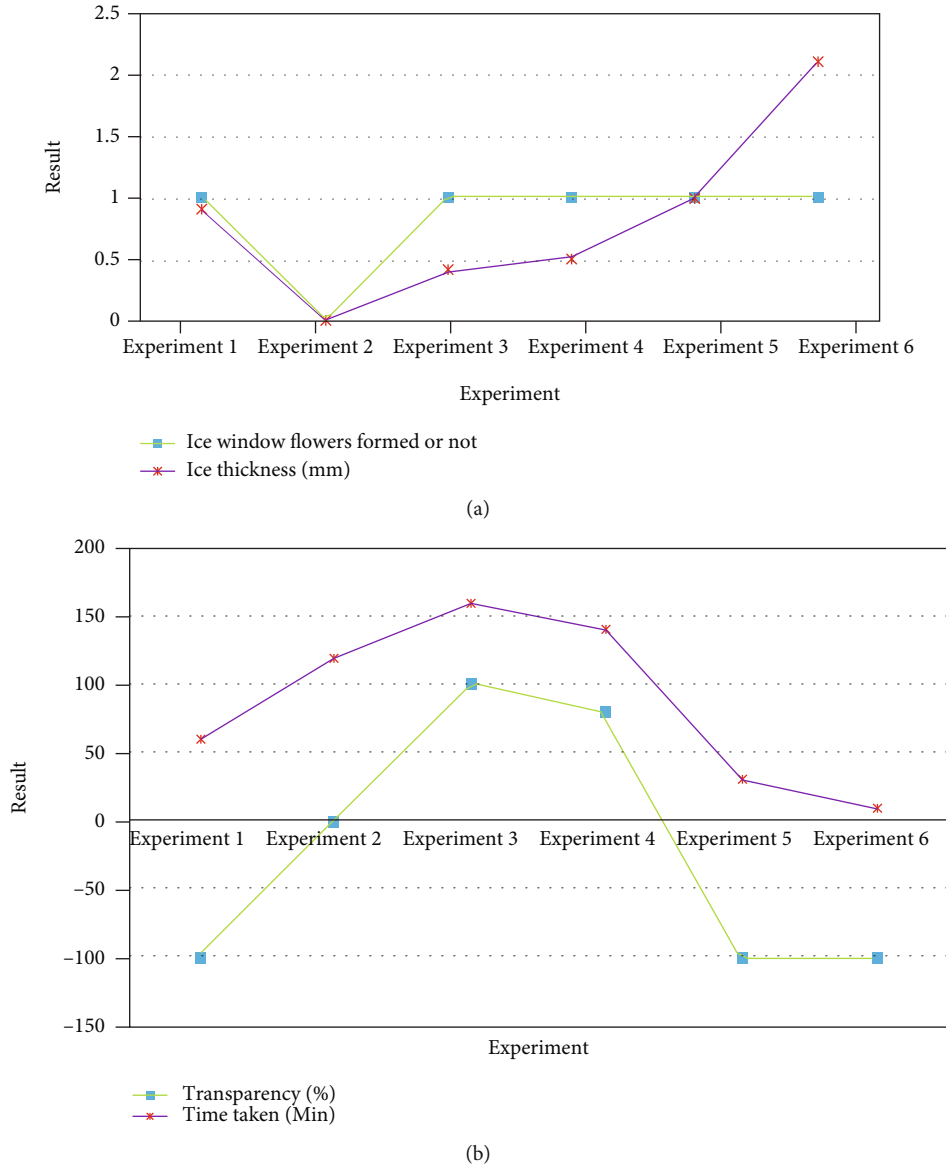 2.5
2
1.5
1
0.5
0
Result
Experiment 1 Experiment 2 Experiment 3 Experiment 4 Experiment 5 Experiment 6
Experiment
Ice window flowers formed or not
Ice thickness (mm)
(a)
200
150
100
50
0
–50
–100
–150
Result
Experiment 1 Experiment 2 Experiment 3 Experiment 4 Experiment 5 Experiment 6
Experiment
Transparency (%)
Time taken (Min)
(b)